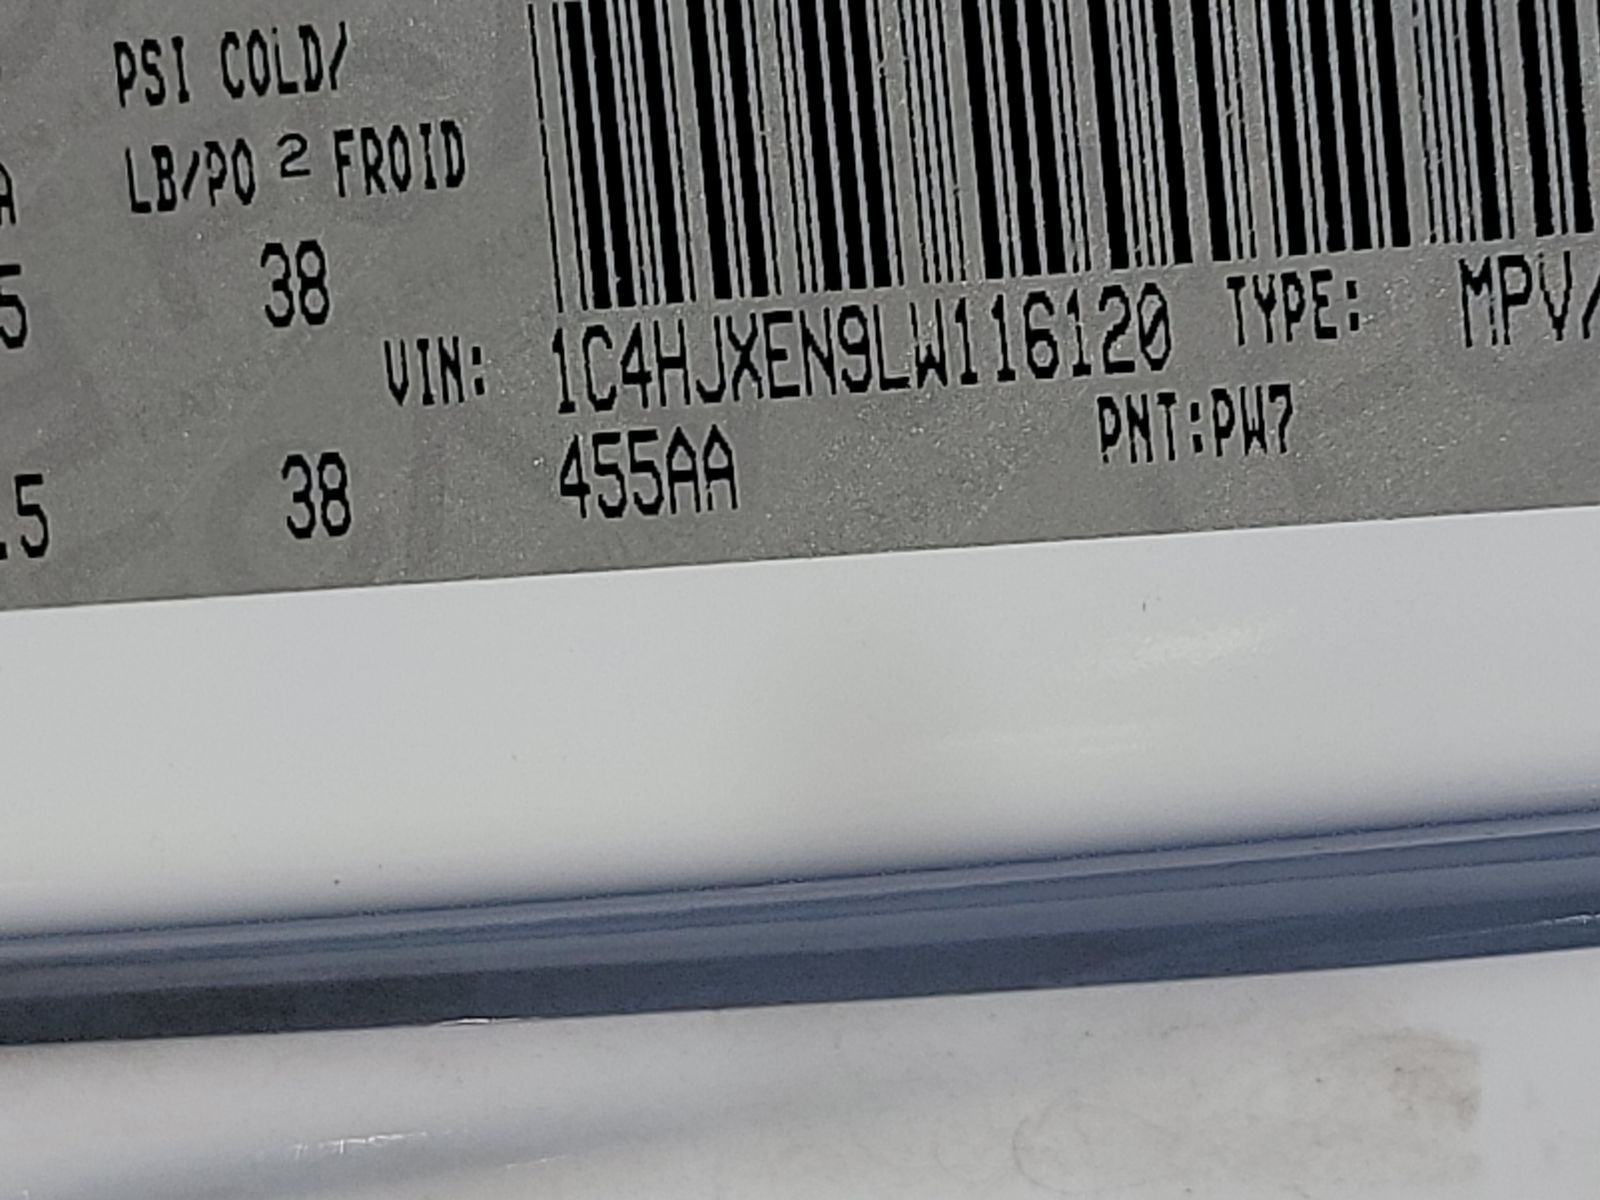 PSI COLD/
LB/PO 2 FROID
A
5 38
VIN: 1C4HJXEN9LW116120 TYPE: MPV/
.5 38 455AA PNT:PW7